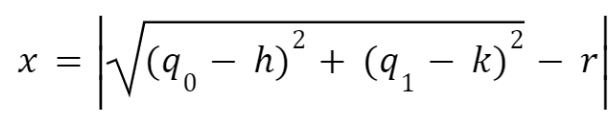 x = |√((q₀ − h)² + (q₁ − k)²) − r|